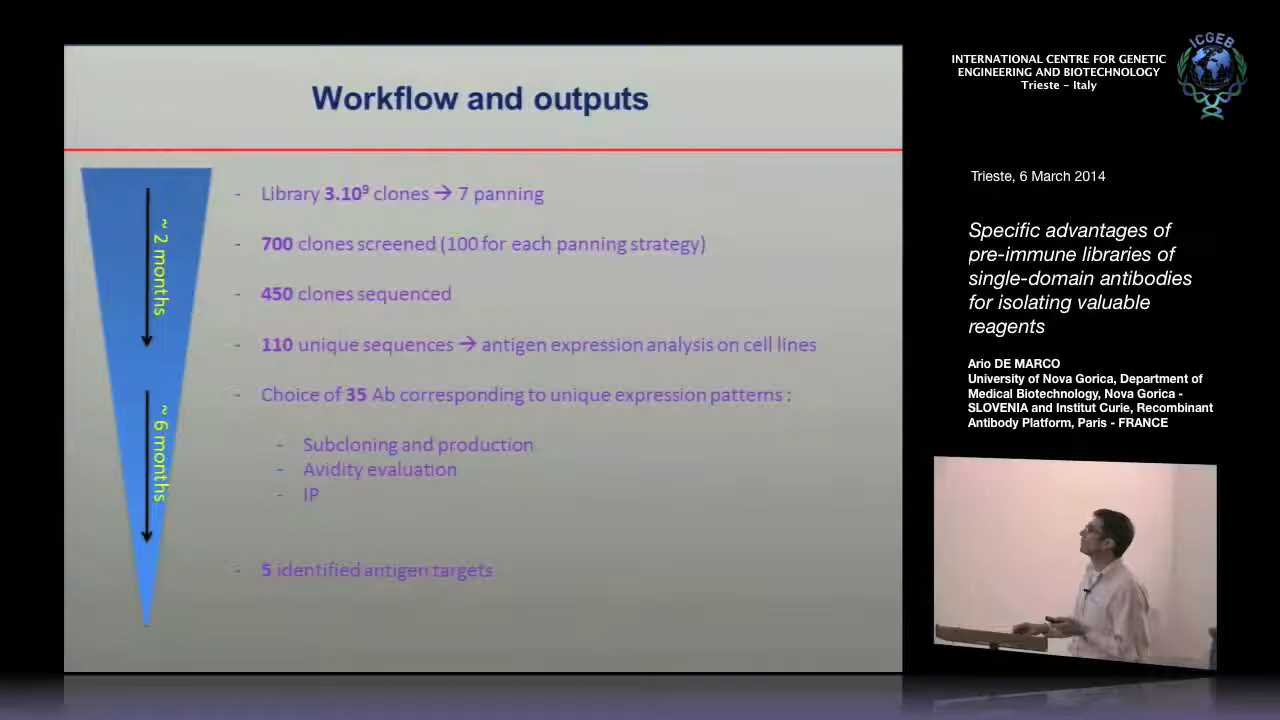 Workflow and outputs
~ 2 months
~ 6 months
- Library 3.10⁹ clones → 7 panning
- 700 clones screened (100 for each panning strategy)
- 450 clones sequenced
- 110 unique sequences → antigen expression analysis on cell lines
- Choice of 35 Ab corresponding to unique expression patterns :
- Subcloning and production
- Avidity evaluation
- IP
- 5 identified antigen targets
INTERNATIONAL CENTRE FOR GENETIC
ENGINEERING AND BIOTECHNOLOGY
Trieste - Italy
ICGEB
Trieste, 6 March 2014
Specific advantages of
pre-immune libraries of
single-domain antibodies
for isolating valuable
reagents
Ario DE MARCO
University of Nova Gorica, Department of
Medical Biotechnology, Nova Gorica -
SLOVENIA and Institut Curie, Recombinant
Antibody Platform, Paris - FRANCE